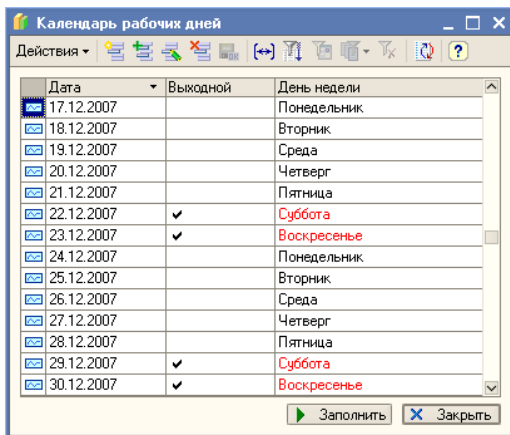 Календарь рабочих дней
Действия
Дата Выходной День недели
17.12.2007 Понедельник
18.12.2007 Вторник
19.12.2007 Среда
20.12.2007 Четверг
21.12.2007 Пятница
22.12.2007 Суббота
23.12.2007 Воскресенье
24.12.2007 Понедельник
25.12.2007 Вторник
26.12.2007 Среда
27.12.2007 Четверг
28.12.2007 Пятница
29.12.2007 Суббота
30.12.2007 Воскресенье
Заполнить Закрыть